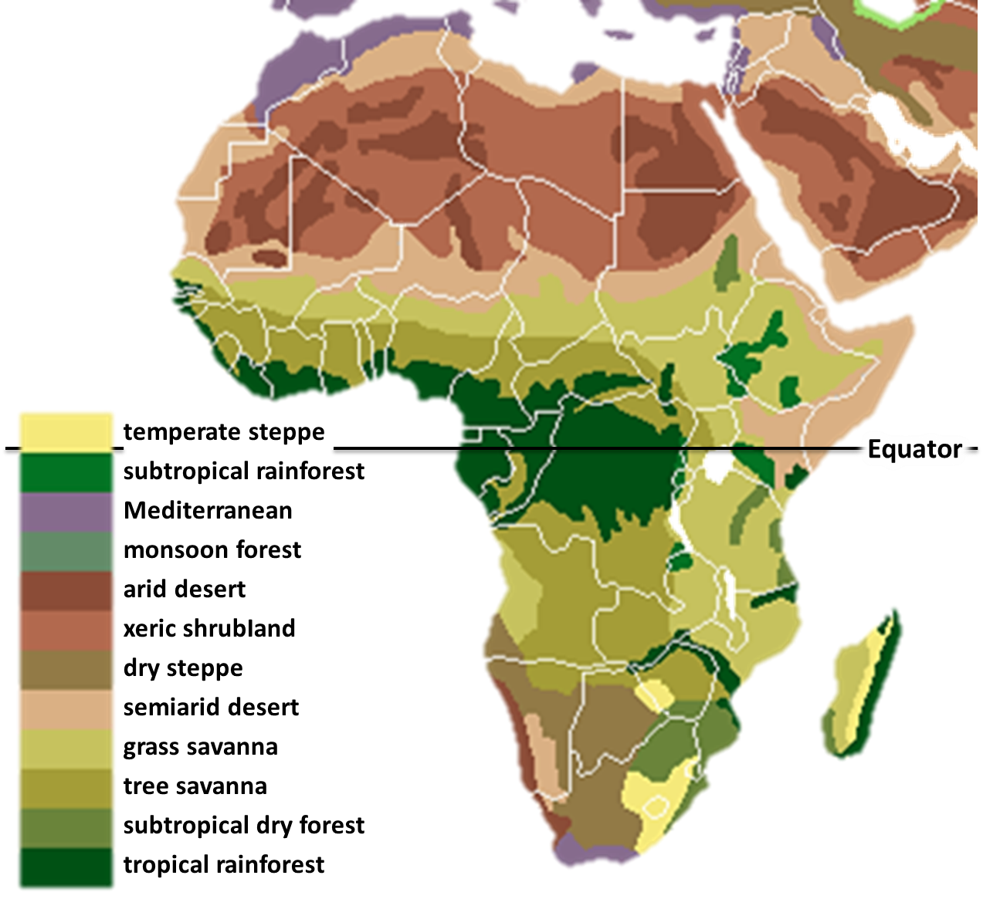 temperate steppe
Equator
subtropical rainforest
Mediterranean
monsoon forest
arid desert
xeric shrubland
dry steppe
semiarid desert
grass savanna
tree savanna
subtropical dry forest
tropical rainforest